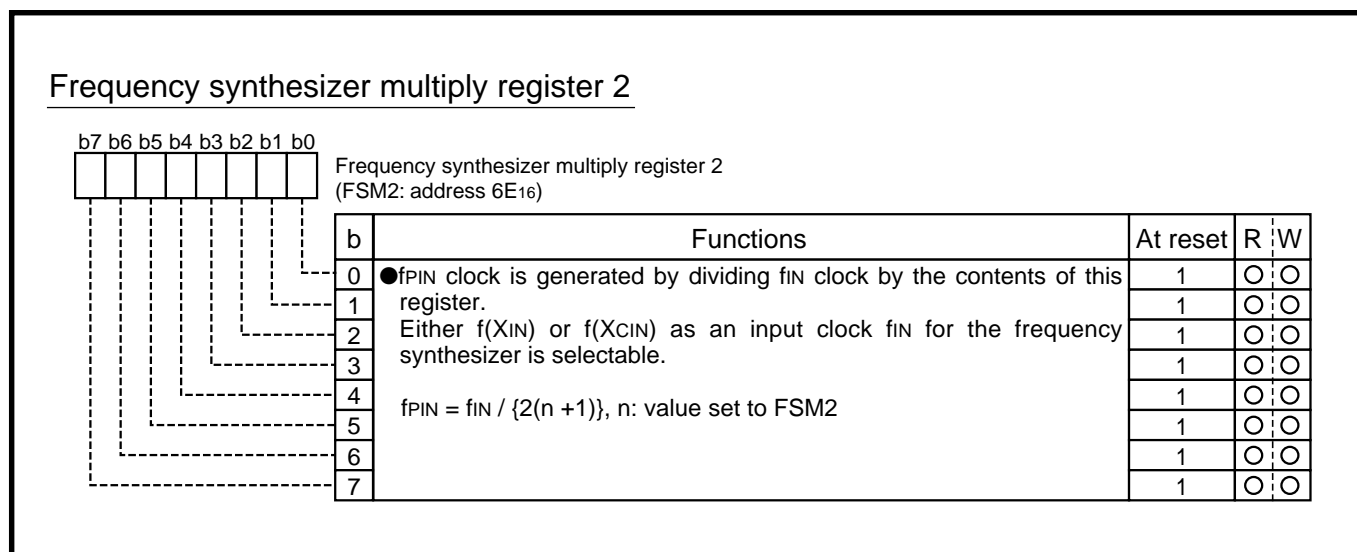 Frequency synthesizer multiply register 2
b7 b6 b5 b4 b3 b2 b1 b0
Frequency synthesizer multiply register 2
(FSM2: address 6E16)
b Functions At reset R W
0 ●fPIN clock is generated by dividing fIN clock by the contents of this 1 O O
1 register. 1 O O
2 Either f(XIN) or f(XCIN) as an input clock fIN for the frequency 1 O O
3 synthesizer is selectable. 1 O O
4 1 O O
fPIN = fIN / {2(n +1)}, n: value set to FSM2
5 1 O O
6 1 O O
7 1 O O